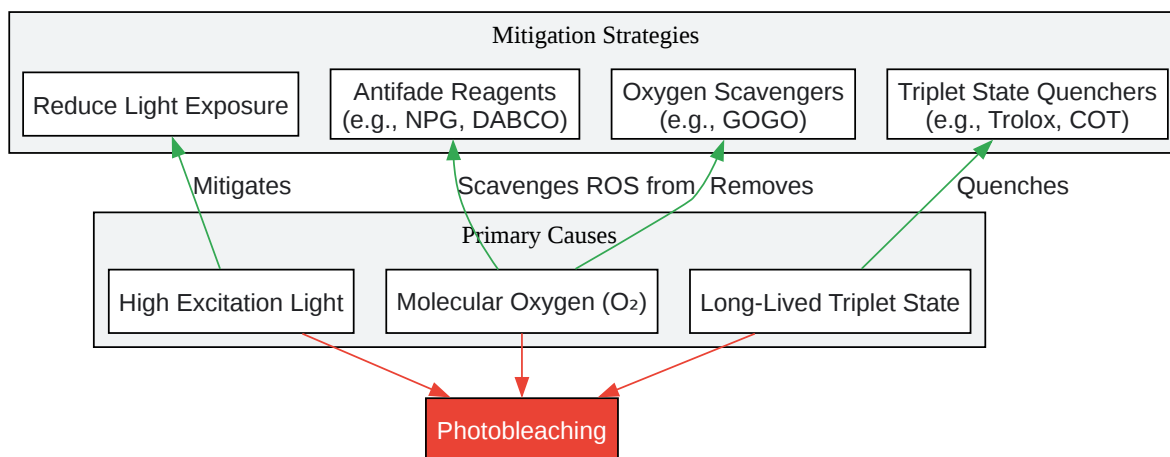 Mitigation Strategies
Reduce Light Exposure
Antifade Reagents
(e.g., NPG, DABCO)
Oxygen Scavengers
(e.g., GOGO)
Triplet State Quenchers
(e.g., Trolox, COT)
Mitigates
Scavenges ROS from
Removes
Quenches
Primary Causes
High Excitation Light
Molecular Oxygen (O₂)
Long-Lived Triplet State
Photobleaching